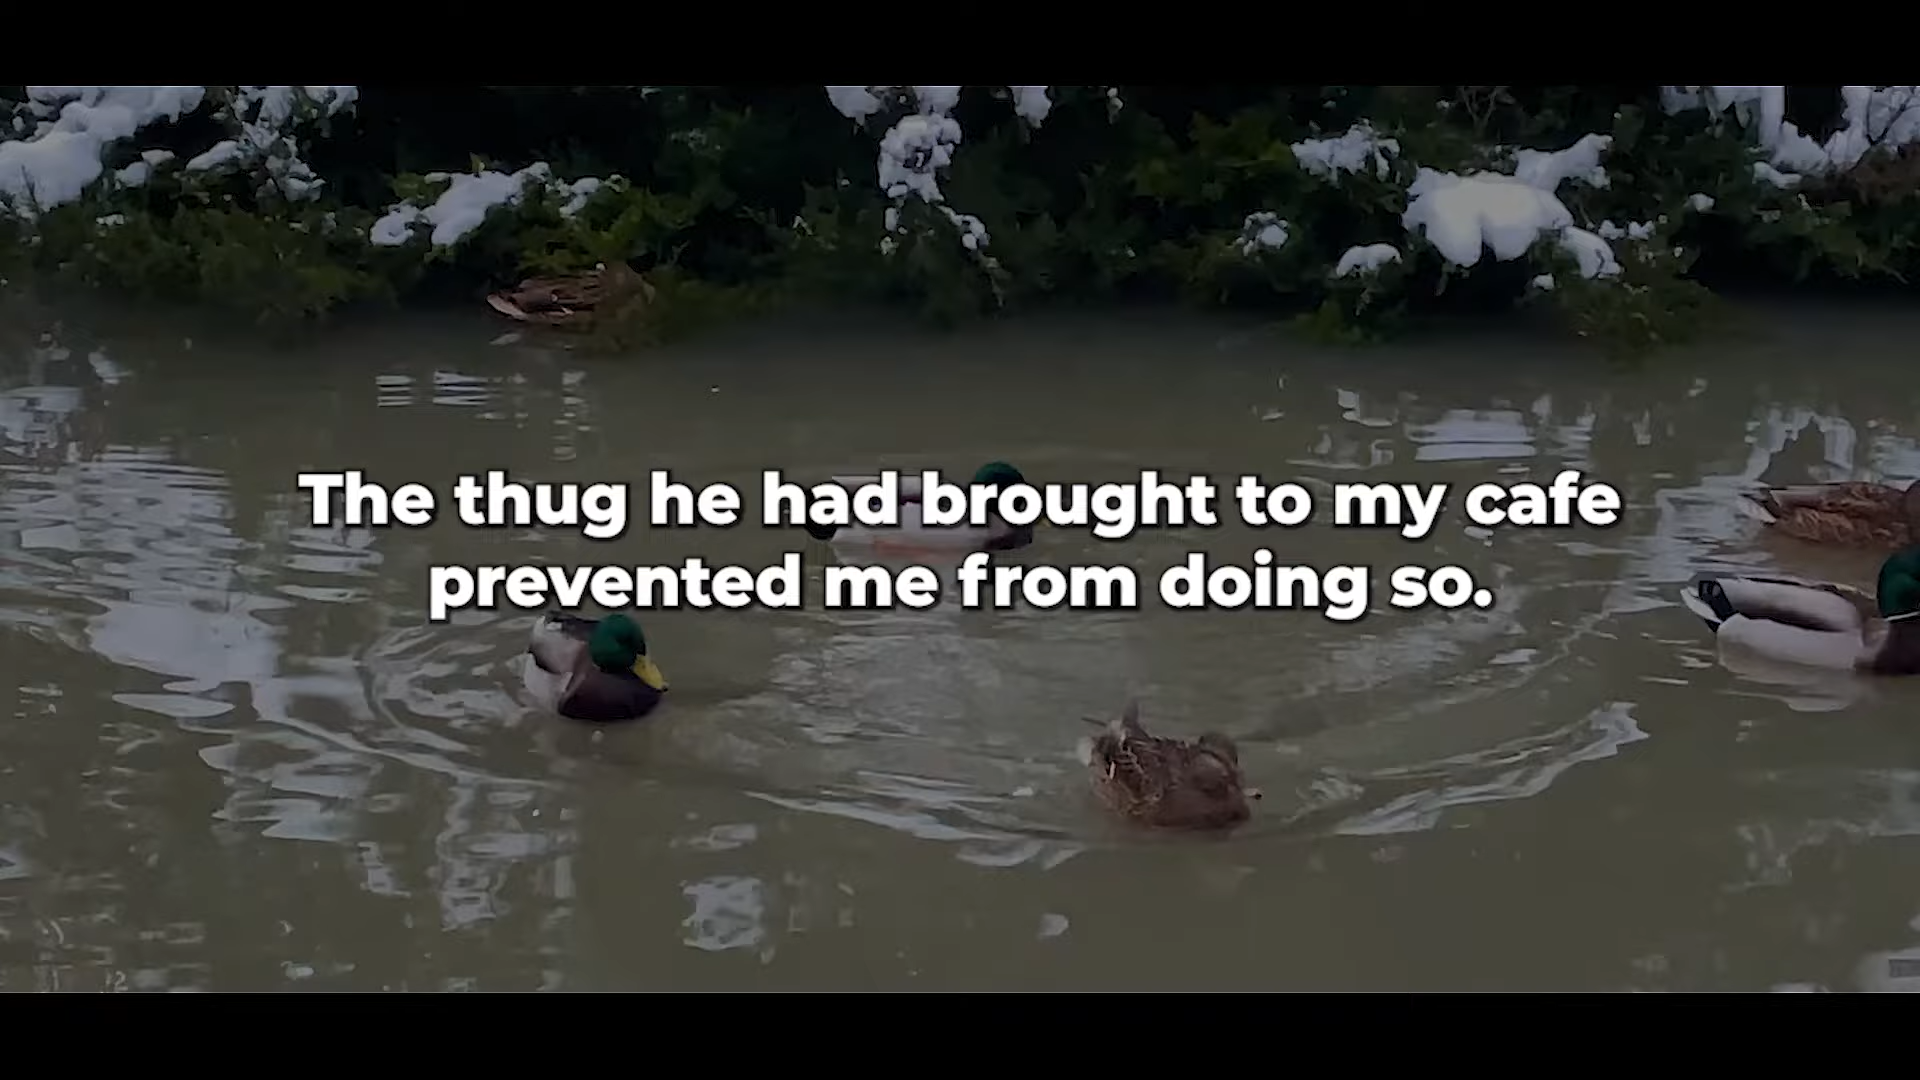 The thug he had brought to my cafe
prevented me from doing so.